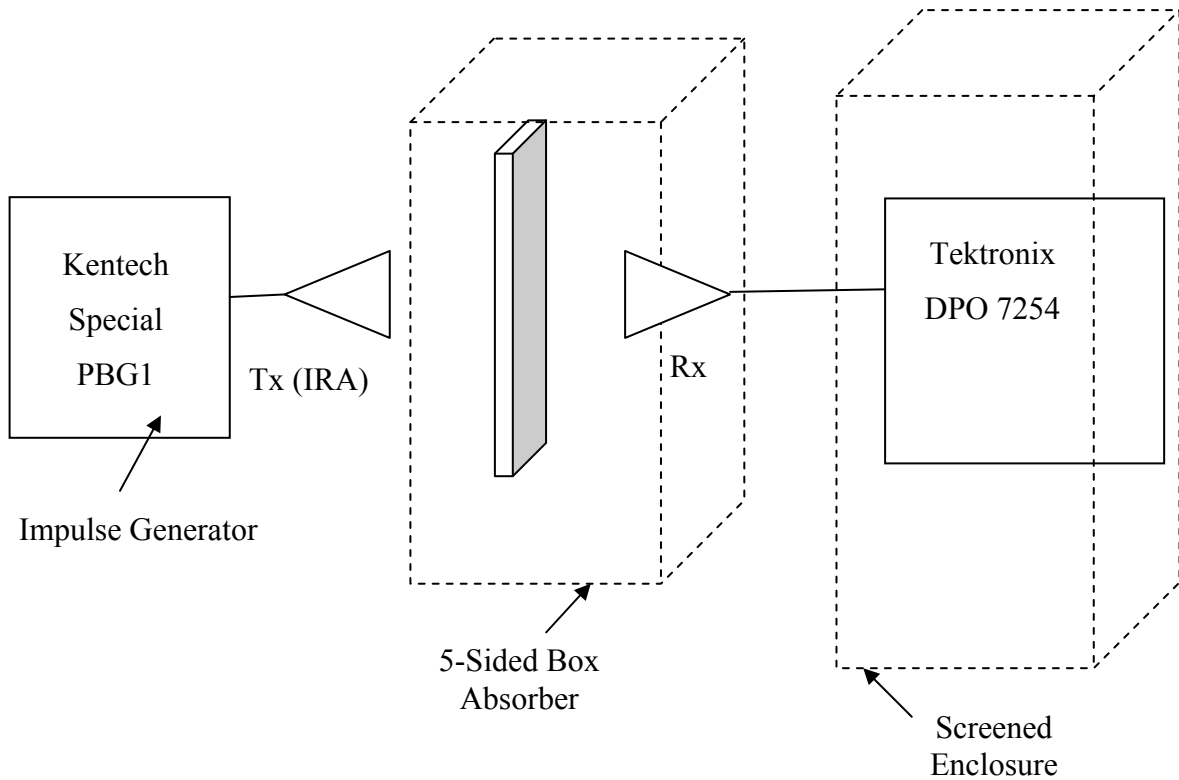 Kentech
Special
PBG1
Tx (IRA)
Rx
Tektronix
DPO 7254
Impulse Generator
5-Sided Box
Absorber
Screened
Enclosure